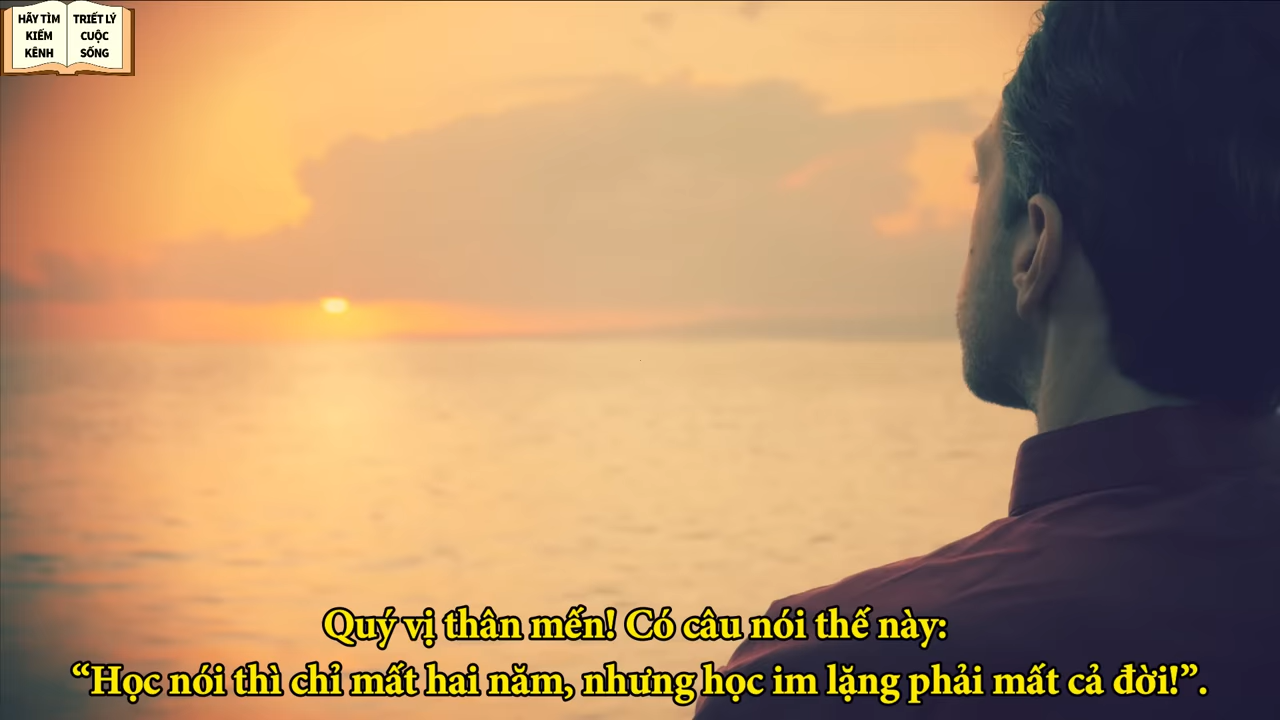 HÃY TÌM
KIẾM
KÊNH
TRIẾT LÝ
CUỘC
SỐNG
Quý vị thân mến! Có câu nói thế này:
“Học nói thì chỉ mất hai năm, nhưng học im lặng phải mất cả đời!”.